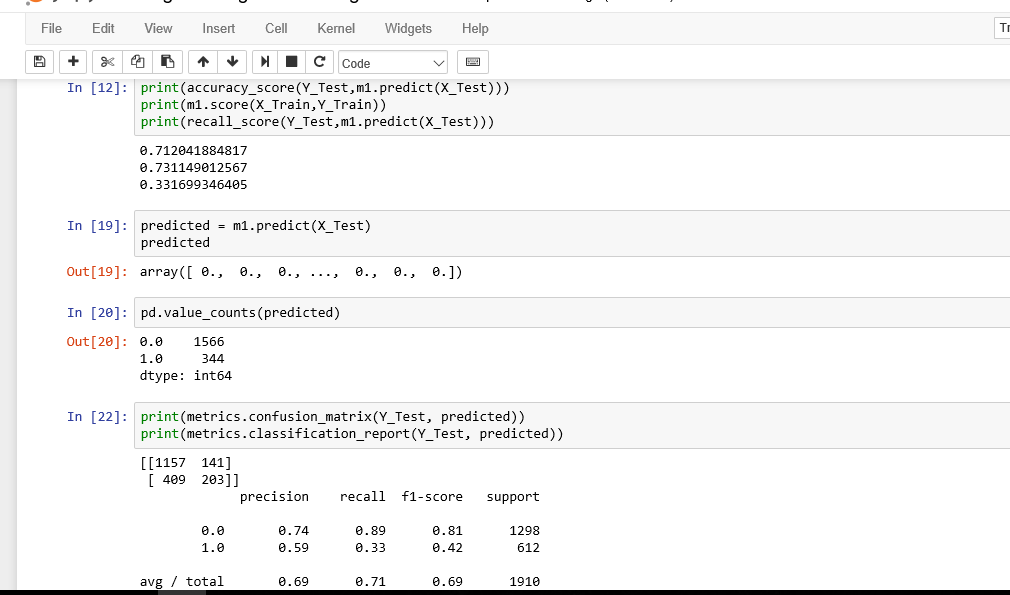 File Edit View Insert Cell Kernel Widgets Help
Code
In [12]: print(accuracy_score(Y_Test,m1.predict(X_Test)))
print(m1.score(X_Train,Y_Train))
print(recall_score(Y_Test,m1.predict(X_Test)))
0.712041884817
0.731149012567
0.331699346405
In [19]: predicted = m1.predict(X_Test)
predicted
Out[19]: array([ 0., 0., 0., ..., 0., 0., 0.])
In [20]: pd.value_counts(predicted)
Out[20]: 0.0 1566
1.0 344
dtype: int64
In [22]: print(metrics.confusion_matrix(Y_Test, predicted))
print(metrics.classification_report(Y_Test, predicted))
[[1157 141]
[ 409 203]]
precision recall f1-score support
0.0 0.74 0.89 0.81 1298
1.0 0.59 0.33 0.42 612
avg / total 0.69 0.71 0.69 1910